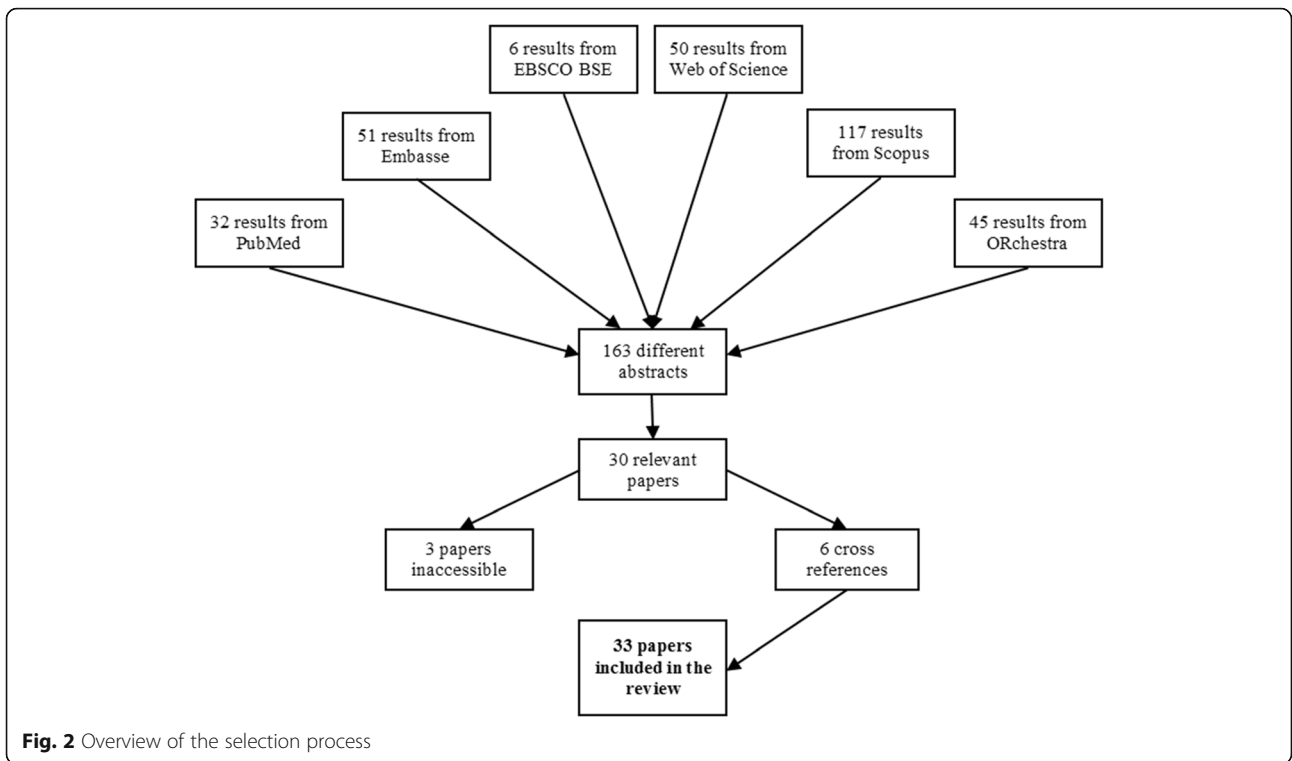 6 results from
EBSCO BSE
50 results from
Web of Science
51 results from
Embasse
117 results
from Scopus
32 results from
PubMed
45 results from
ORchestra
163 different
abstracts
30 relevant
papers
3 papers
inaccessible
6 cross
references
33 papers
included in the
review
Fig. 2 Overview of the selection process